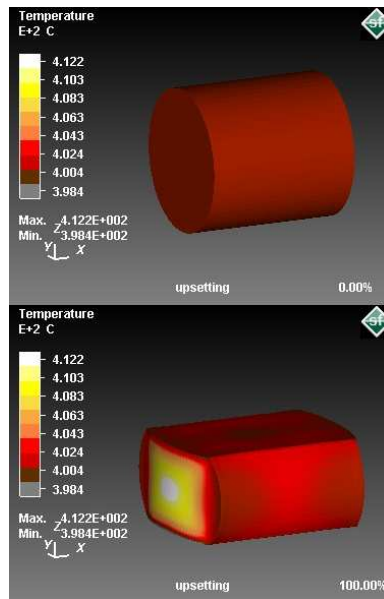 Temperature
E+2 C
sf
4.122
4.103
4.083
4.063
4.043
4.024
4.004
3.984
Max. 4.122E+002
Min. 3.984E+002
Z
Y X
upsetting 0.00%
Temperature
E+2 C
sf
4.122
4.103
4.083
4.063
4.043
4.024
4.004
3.984
Max. 4.122E+002
Min. 3.984E+002
Z
Y X
upsetting 100.00%